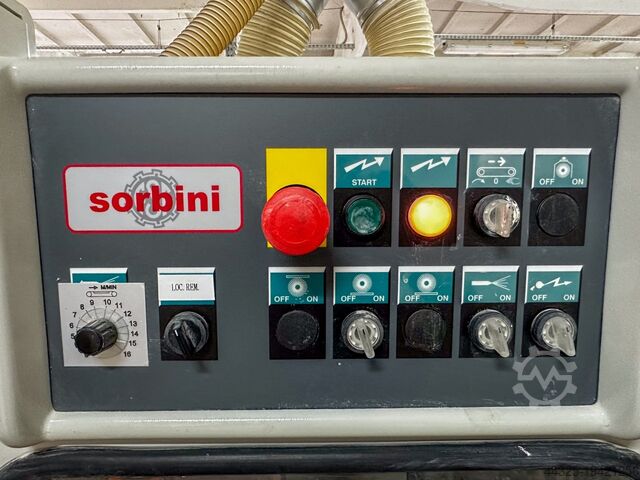 sorbini
START
0
OFF ON
M/MIN
5 6 7 8 9 10 11 12 13 14 15 16
LOC.REM.
OFF ON
OFF ON
OFF ON
OFF ON
OFF ON